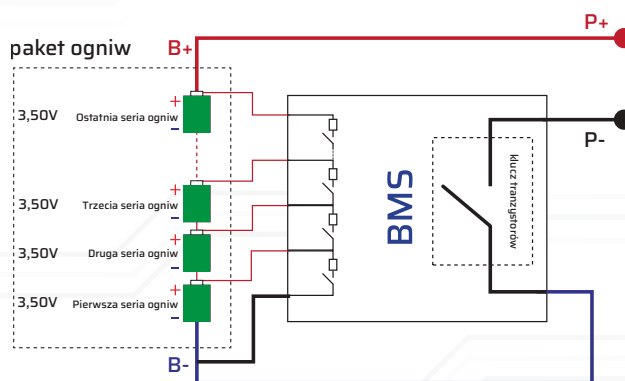 P+
paket ogniw
B+
3,50V
+
Ostatnia seria ogniw
-
P-
BMS
klucz tranzystorów
3,50V
+
Trzecia seria ogniw
-
3,50V
+
Druga seria ogniw
-
3,50V
+
Pierwsza seria ogniw
-
B-